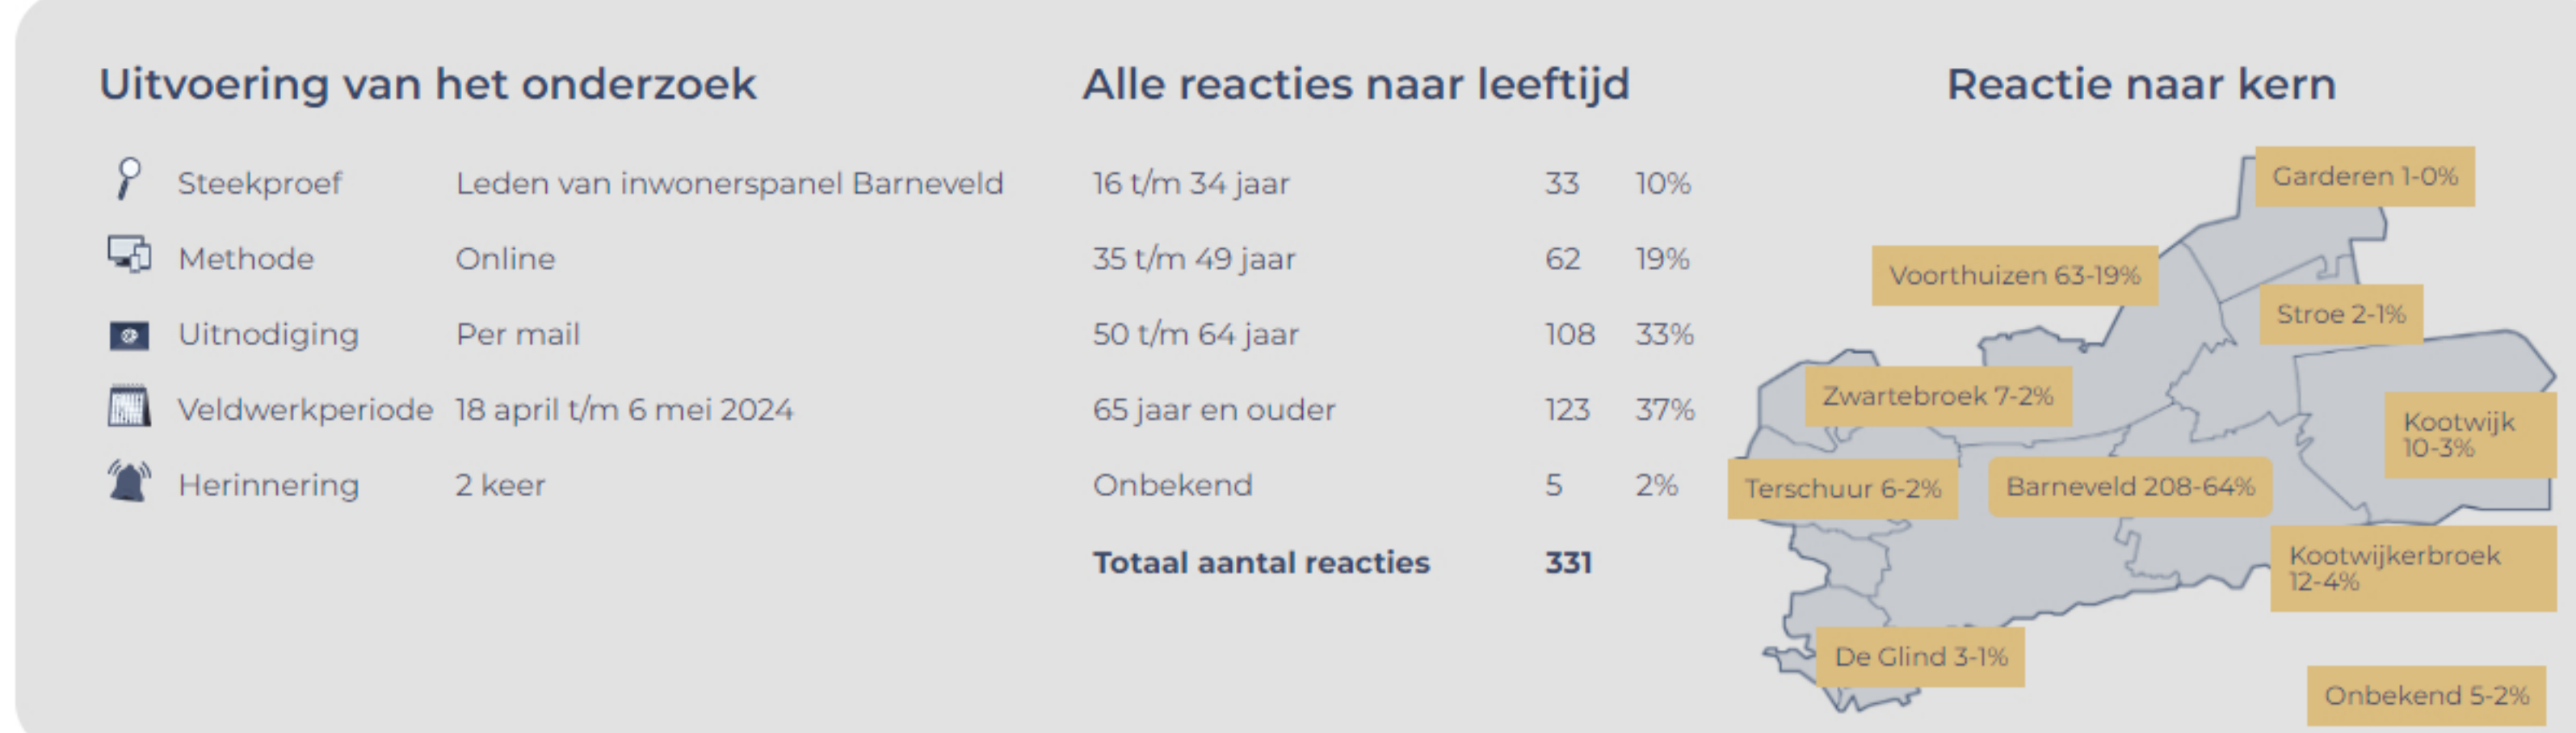 Uitvoering van het onderzoek
Steekproef Leden van inwonerspanel Barneveld
Methode Online
Uitnodiging Per mail
Veldwerkperiode 18 april t/m 6 mei 2024
Herinnering 2 keer
Alle reacties naar leeftijd
16 t/m 34 jaar 33 10%
35 t/m 49 jaar 62 19%
50 t/m 64 jaar 108 33%
65 jaar en ouder 123 37%
Onbekend 5 2%
Totaal aantal reacties 331
Reactie naar kern
Garderen 1-0%
Voorthuizen 63-19%
Stroe 2-1%
Zwartebroek 7-2%
Kootwijk
10-3%
Terschuur 6-2%
Barneveld 208-64%
Kootwijkerbroek
12-4%
De Glind 3-1%
Onbekend 5-2%